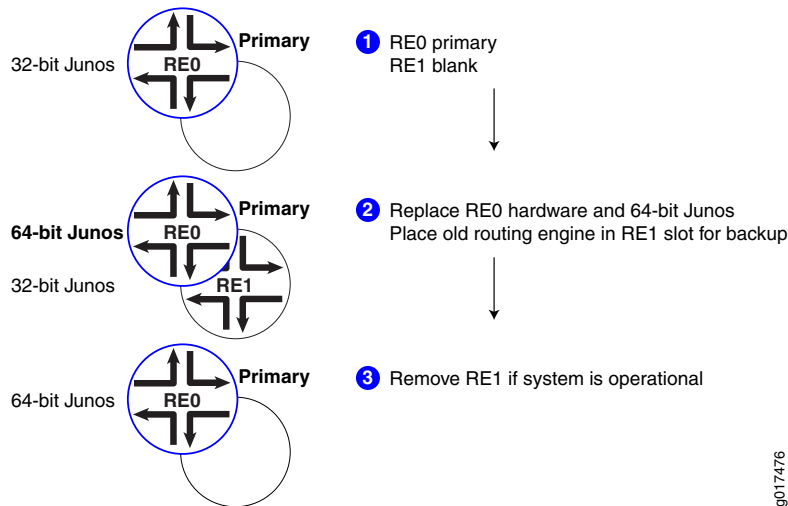 32-bit Junos
RE0
Primary
1 RE0 primary
RE1 blank
64-bit Junos
RE0
Primary
32-bit Junos
RE1
2 Replace RE0 hardware and 64-bit Junos
Place old routing engine in RE1 slot for backup
64-bit Junos
RE0
Primary
3 Remove RE1 if system is operational
g017476